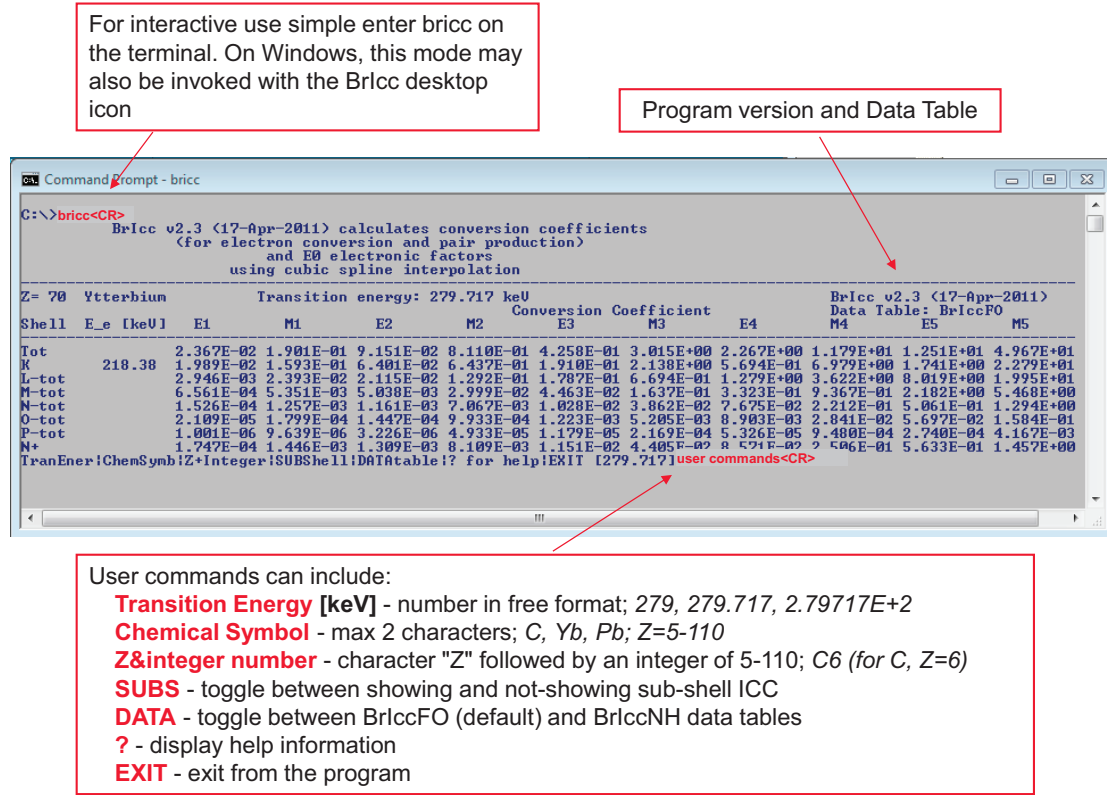 For interactive use simple enter bricc on
the terminal. On Windows, this mode may
also be invoked with the BrIcc desktop
icon
Program version and Data Table
Command Prompt - bricc
C:\>bricc<CR>
BrIcc v2.3 (17-Apr-2011) calculates conversion coefficients
(for electron conversion and pair production)
and E0 electronic factors
using cubic spline interpolation
Z= 70 Ytterbium Transition energy: 279.717 keV BrIcc v2.3 (17-Apr-2011)
Conversion Coefficient Data Table: BrIccFO
Shell E_e [keV] E1 M1 E2 M2 E3 M3 E4 M4 E5 M5
Tot 2.367E-02 1.901E-01 9.151E-02 8.110E-01 4.258E-01 3.015E+00 2.267E+00 1.179E+01 1.251E+01 4.967E+01
K 218.38 1.989E-02 1.593E-01 6.401E-02 6.437E-01 1.910E-01 2.138E+00 5.694E-01 6.979E+00 1.741E+00 2.279E+01
L-tot 2.946E-03 2.393E-02 2.115E-02 1.292E-01 1.787E-01 6.694E-01 1.279E+00 3.622E+00 8.019E+00 1.995E+01
M-tot 6.561E-04 5.351E-03 5.038E-03 2.999E-02 4.463E-02 1.637E-01 3.323E-01 9.367E-01 2.182E+00 5.468E+00
N-tot 1.526E-04 1.257E-03 1.161E-03 7.067E-03 1.028E-02 3.862E-02 7.675E-02 2.212E-01 5.061E-01 1.294E+00
O-tot 2.109E-05 1.799E-04 1.447E-04 9.933E-04 1.223E-03 5.205E-03 8.903E-03 2.841E-02 5.697E-02 1.584E-01
P-tot 1.001E-06 9.639E-06 3.226E-06 4.933E-05 1.179E-05 2.169E-04 5.326E-05 9.480E-04 2.740E-04 4.167E-03
N+ 1.747E-04 1.446E-03 1.309E-03 8.109E-03 1.151E-02 4.405E-02 8.571E-02 2.506E-01 5.633E-01 1.457E+00
TranEner|ChemSymb|Z+Integer|SUBShell|DATAtable|? for help|EXIT [279.717] user commands<CR>
User commands can include:
Transition Energy [keV] - number in free format; 279, 279.717, 2.79717E+2
Chemical Symbol - max 2 characters; C, Yb, Pb; Z=5-110
Z&integer number - character "Z" followed by an integer of 5-110; C6 (for C, Z=6)
SUBS - toggle between showing and not-showing sub-shell ICC
DATA - toggle between BrIccFO (default) and BrIccNH data tables
? - display help information
EXIT - exit from the program